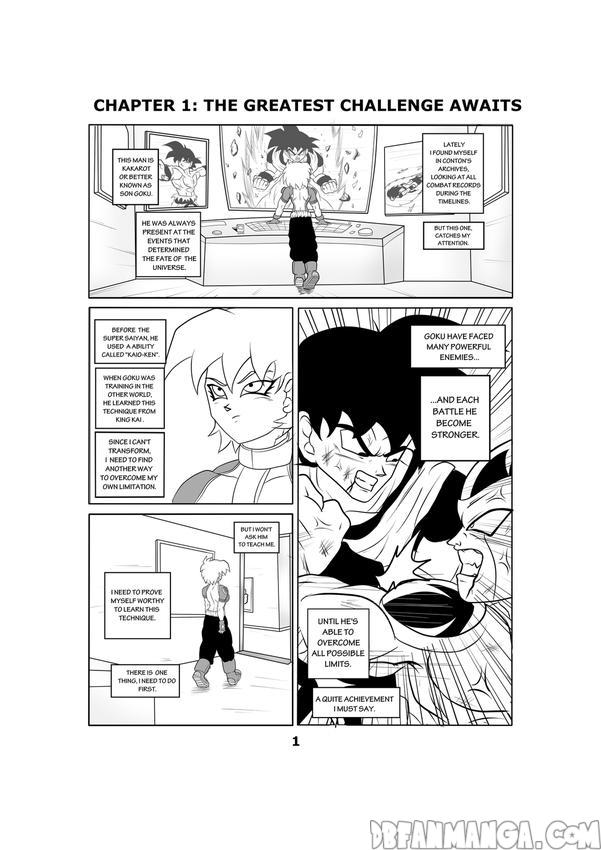 CHAPTER 1: THE GREATEST CHALLENGE AWAITS
THIS MAN IS
KAKAROT
OR BETTER
KNOWN AS
SON GOKU.
HE WAS ALWAYS
PRESENT AT
THE EVENTS THAT
DETERMINED
THE FATE OF THE
UNIVERSE.
LATELY
I FOUND MYSELF
IN CONTON'S
ARCHIVES,
LOOKING AT ALL
COMBAT RECORDS
DURING THE
TIMELINES.
BUT THIS ONE,
CATCHES MY
ATTENTION.
BEFORE THE
SUPER SAIYAN, HE
USED A ABILITY
CALLED "KAIO-KEN".
WHEN GOKU WAS
TRAINING IN THE
OTHER WORLD,
HE LEARNED THIS
TECHNIQUE FROM
KING KAI .
SINCE I CAN'T
TRANSFORM,
I NEED TO FIND
ANOTHER WAY
TO OVERCOME MY
OWN LIMITATION.
GOKU HAVE FACED
MANY POWERFUL
ENEMIES...
...AND EACH
BATTLE HE
BECOME
STRONGER.
UNTIL HE'S
ABLE TO
OVERCOME
ALL POSSIBLE
LIMITS.
A QUITE ACHIEVEMENT
I MUST SAY.
BUT I WON'T
ASK HIM
TO TEACH ME.
I NEED TO PROVE
MYSELF WORTHY
TO LEARN THIS
TECHNIQUE.
THERE IS ONE
THING, I NEED TO DO
FIRST.
1
DBFANMANGA.COM